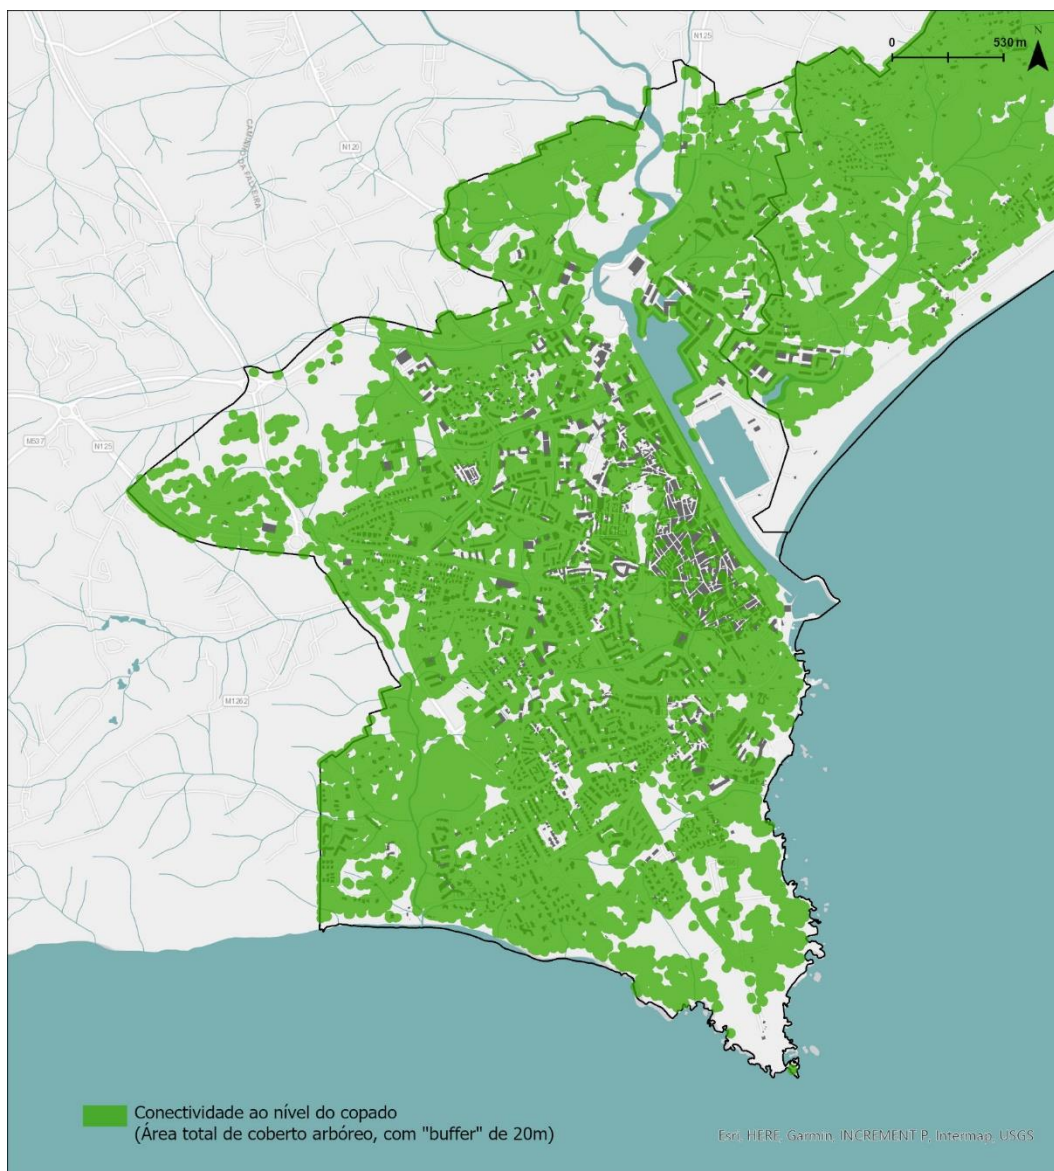 N125
0 530 m
N
CAMINHO DA FALFEIRA
N120
M537
N125
M1262
Conectividade ao nível do copado
(Área total de coberto arbóreo, com "buffer" de 20m)
Esri, HERE, Garmin, INCREMENT P, Intermap, USGS